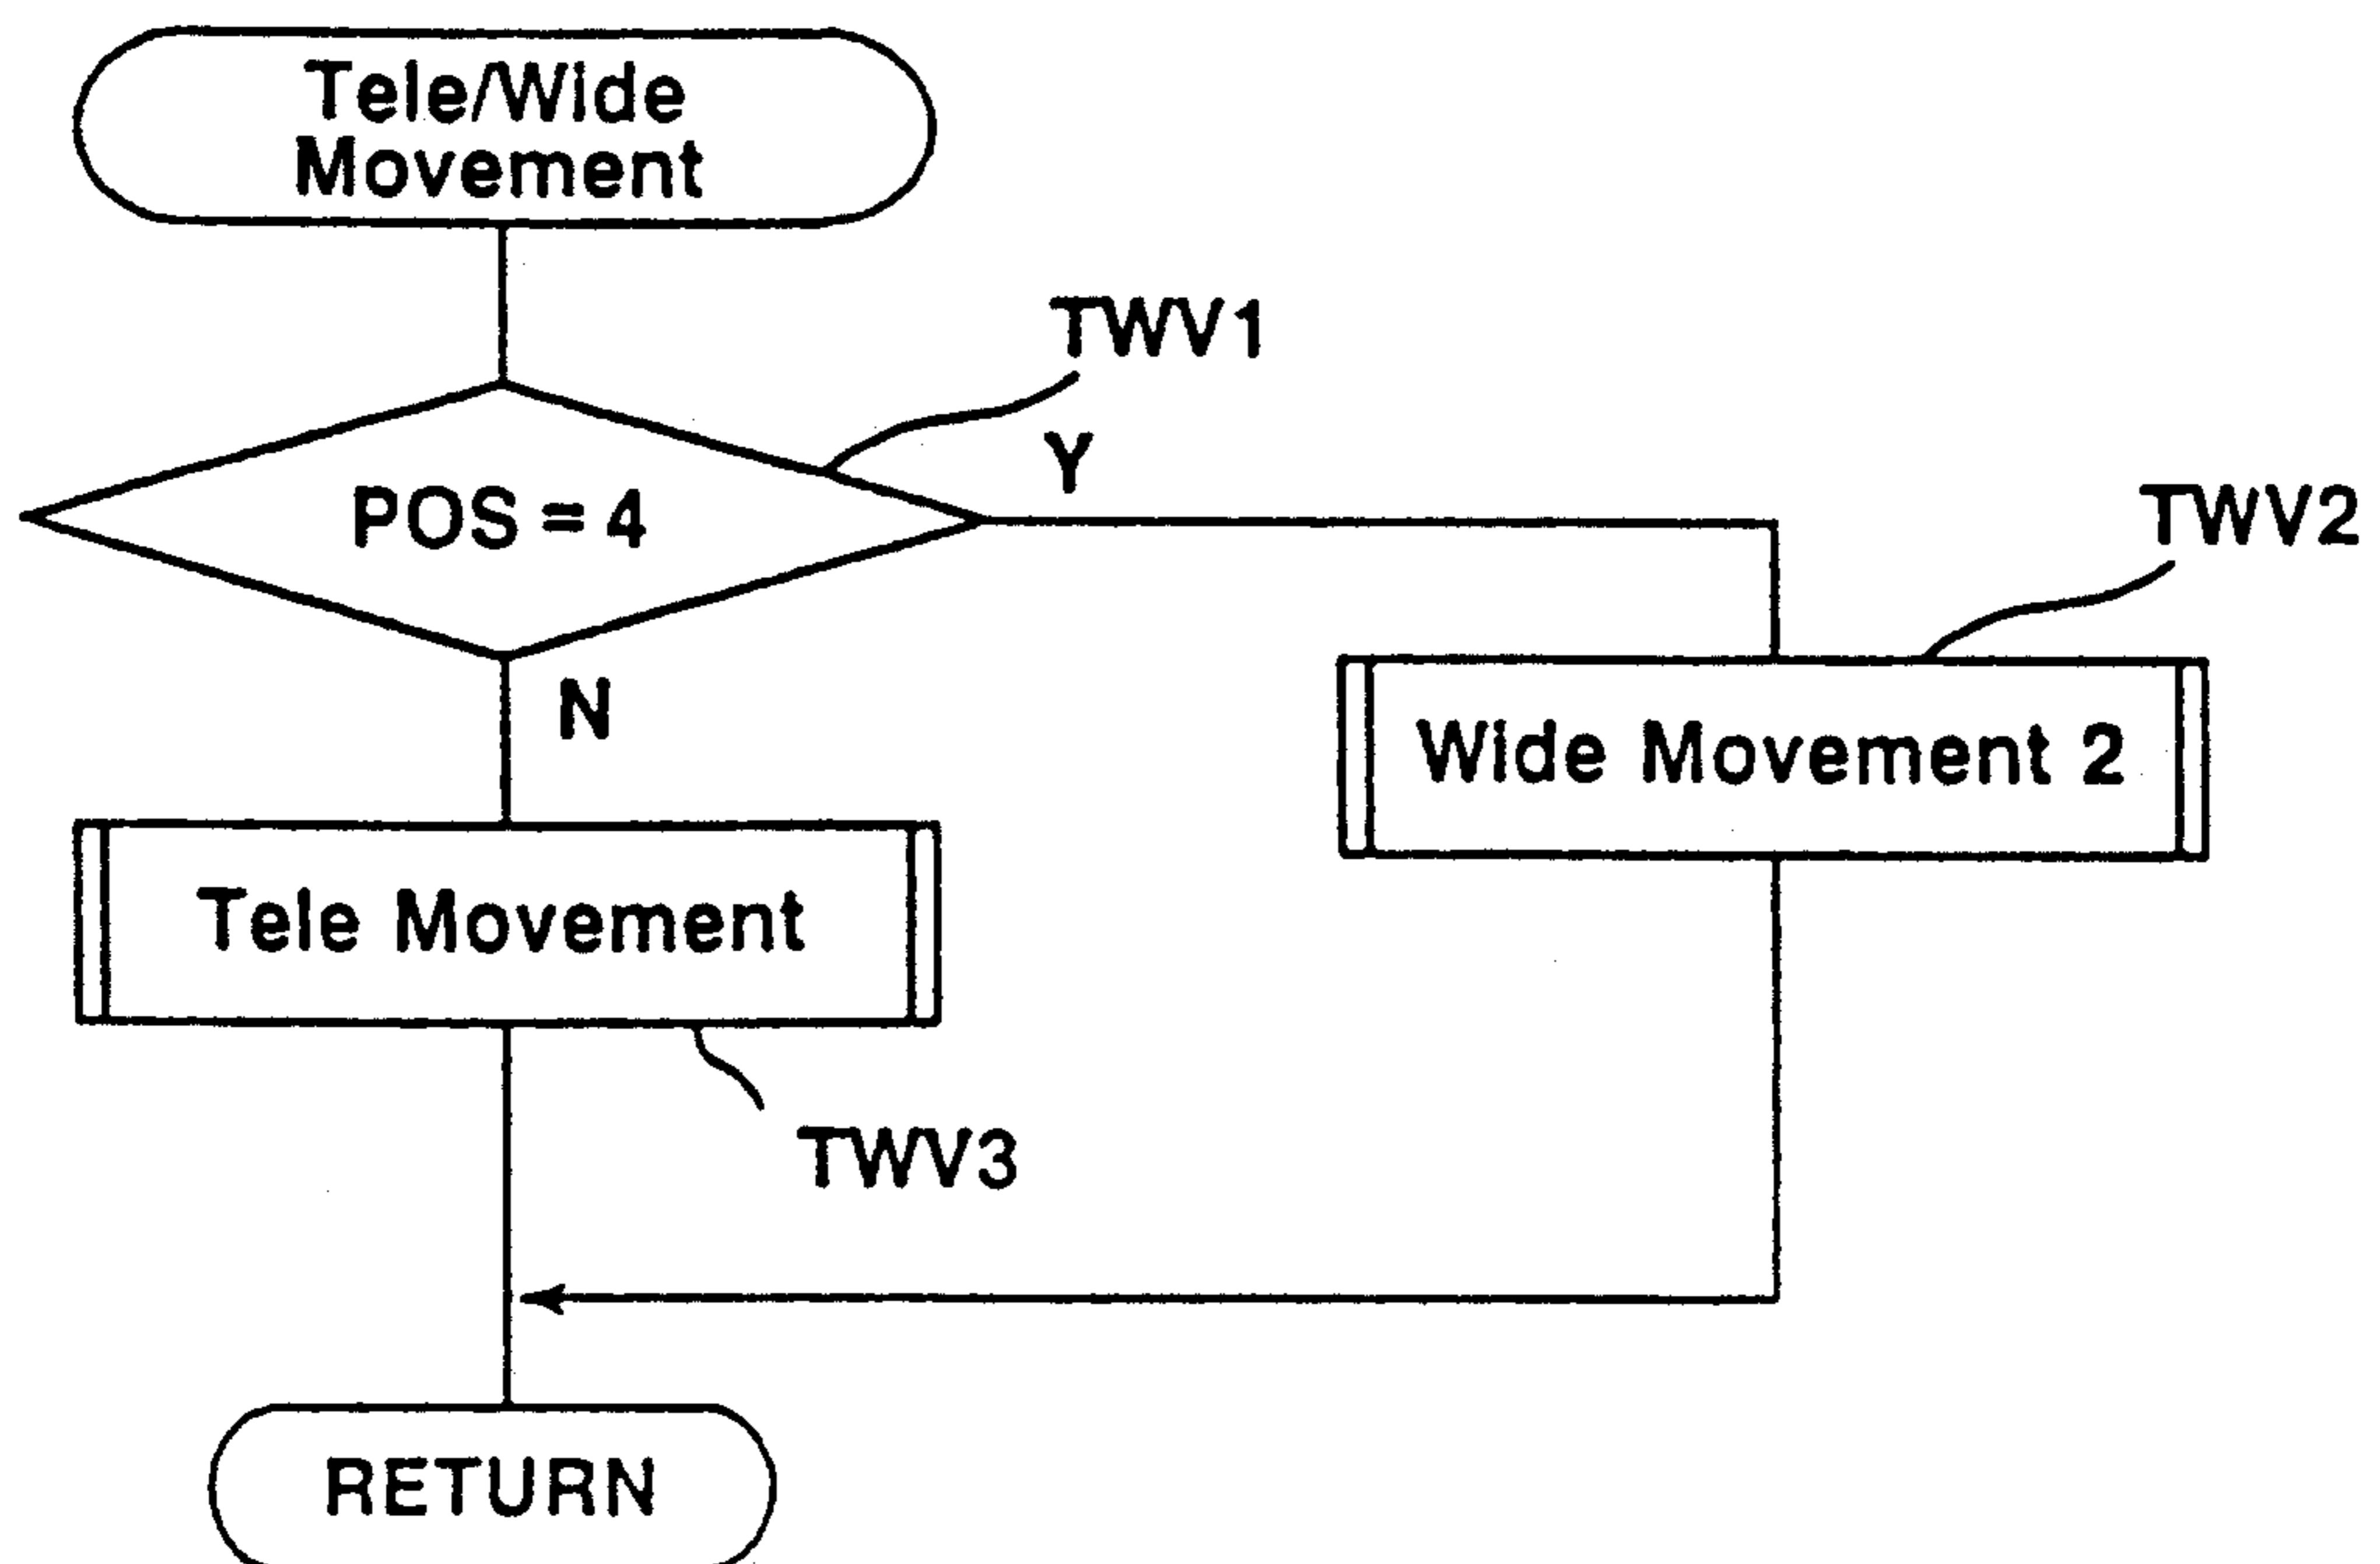 Tele/Wide
Movement
TWV1
Y
POS=4
TWV2
N
Wide Movement 2
Tele Movement
TWV3
RETURN